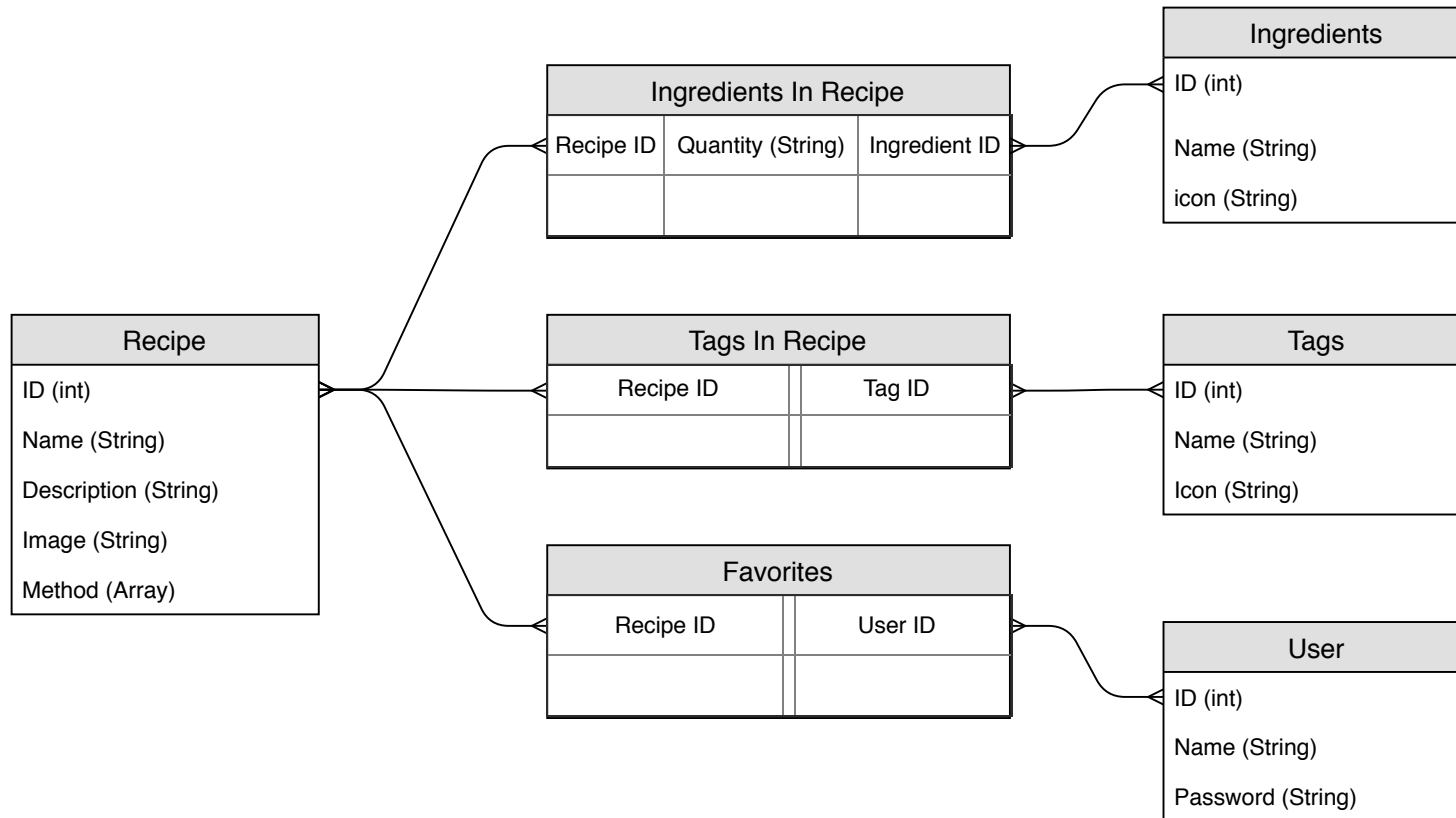 Ingredients
ID (int)
Name (String)
icon (String)
Ingredients In Recipe
Recipe ID Quantity (String) Ingredient ID
Recipe
ID (int)
Name (String)
Description (String)
Image (String)
Method (Array)
Tags In Recipe
Recipe ID Tag ID
Tags
ID (int)
Name (String)
Icon (String)
Favorites
Recipe ID User ID
User
ID (int)
Name (String)
Password (String)